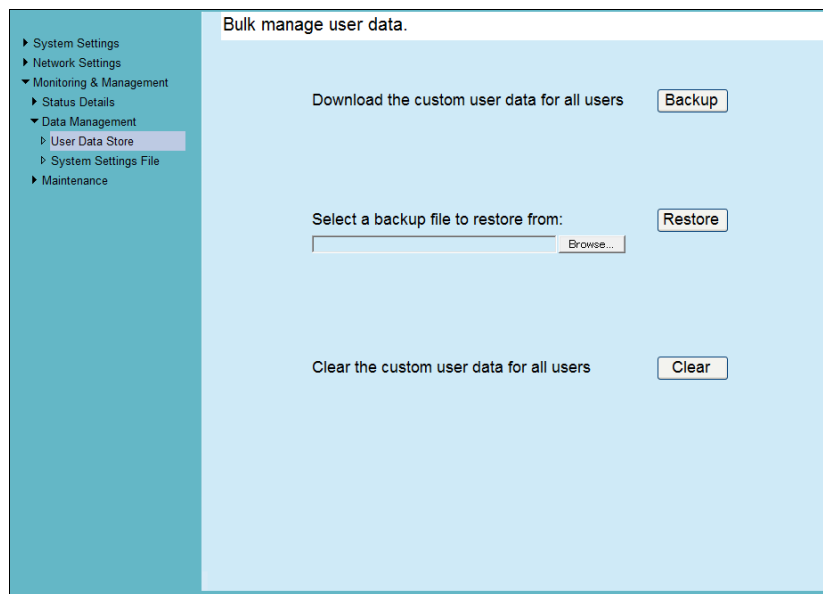 Bulk manage user data.
System Settings
Network Settings
Monitoring & Management
Status Details
Data Management
User Data Store
System Settings File
Maintenance
Download the custom user data for all users Backup
Select a backup file to restore from: Restore
Browse...
Clear the custom user data for all users Clear